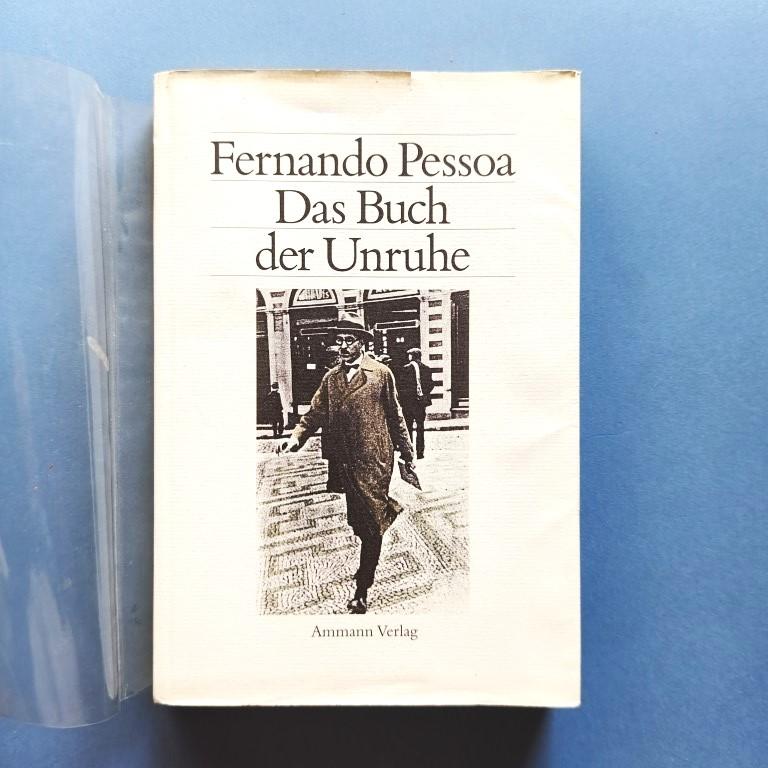 Fernando Pessoa
Das Buch
der Unruhe
Ammann Verlag